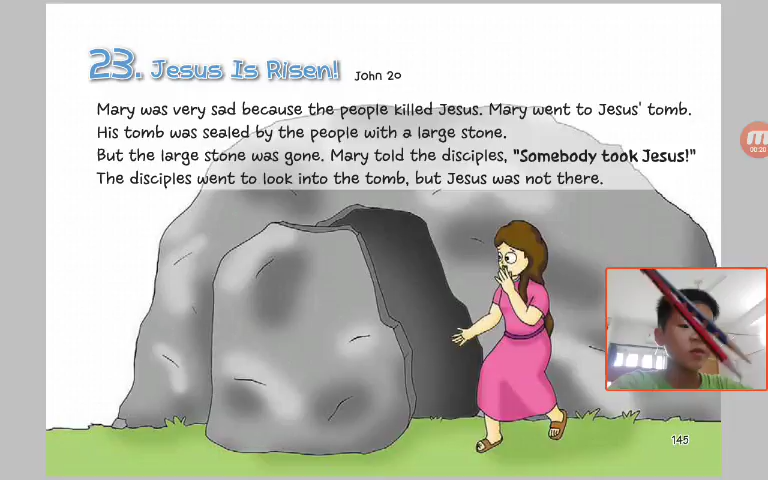 23. Jesus Is Risen! John 20
Mary was very sad because the people killed Jesus. Mary went to Jesus' tomb.
His tomb was sealed by the people with a large stone.
But the large stone was gone. Mary told the disciples, "Somebody took Jesus!"
The disciples went to look into the tomb, but Jesus was not there.
M
00:20
145